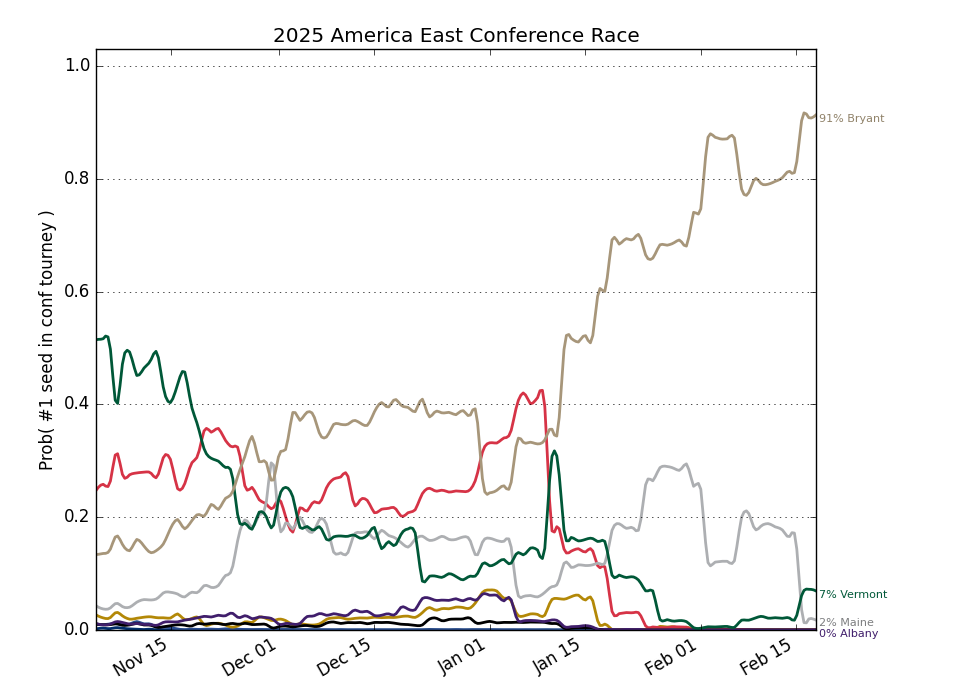 2025 America East Conference Race
Prob( #1 seed in conf tourney )
1.0
0.8
0.6
0.4
0.2
0.0
91% Bryant
7% Vermont
2% Maine
0% Albany
Nov 15
Dec 01
Dec 15
Jan 01
Jan 15
Feb 01
Feb 15